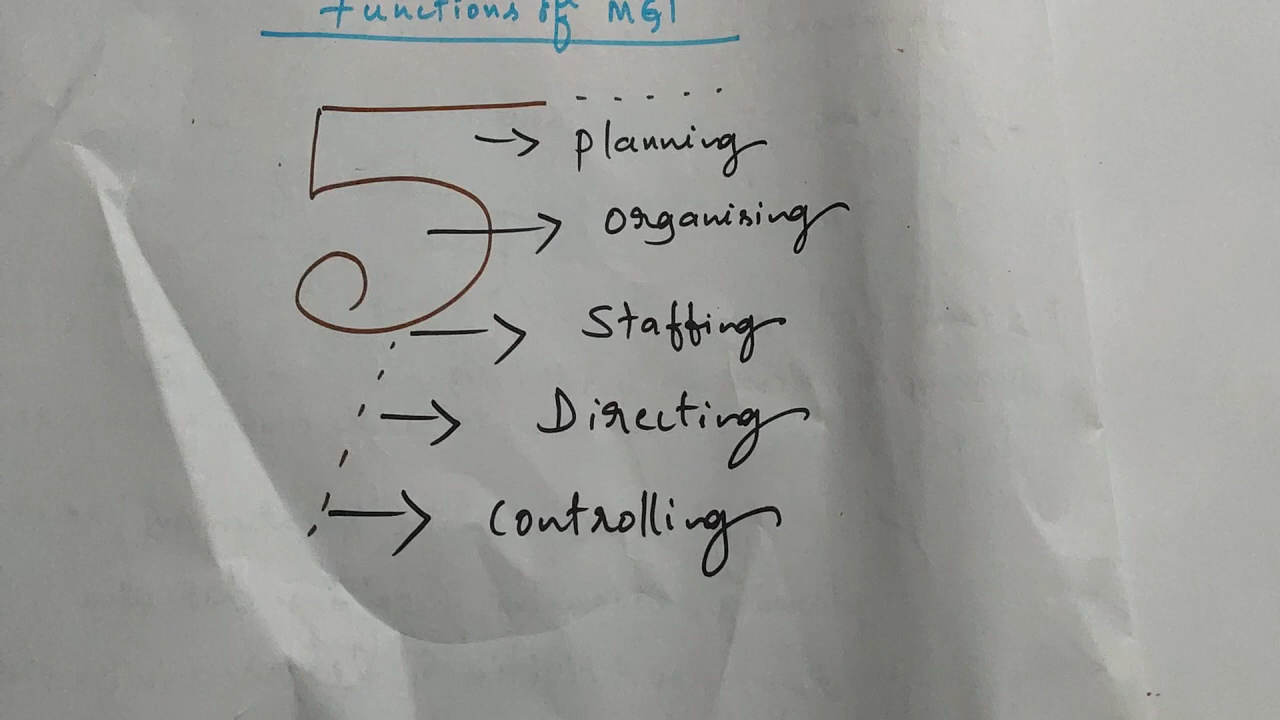 Functions of MGT
5
→ Planning
→ Organising
→ Staffing
→ Directing
→ Controlling